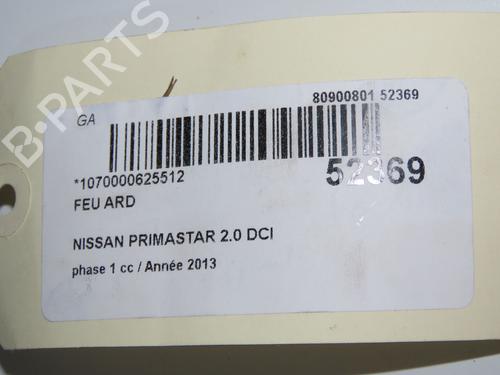 B-PARTS
80900801 52369
GA
*1070000625512
52369
FEU ARD
NISSAN PRIMASTAR 2.0 DCI
phase 1 cc / Année 2013